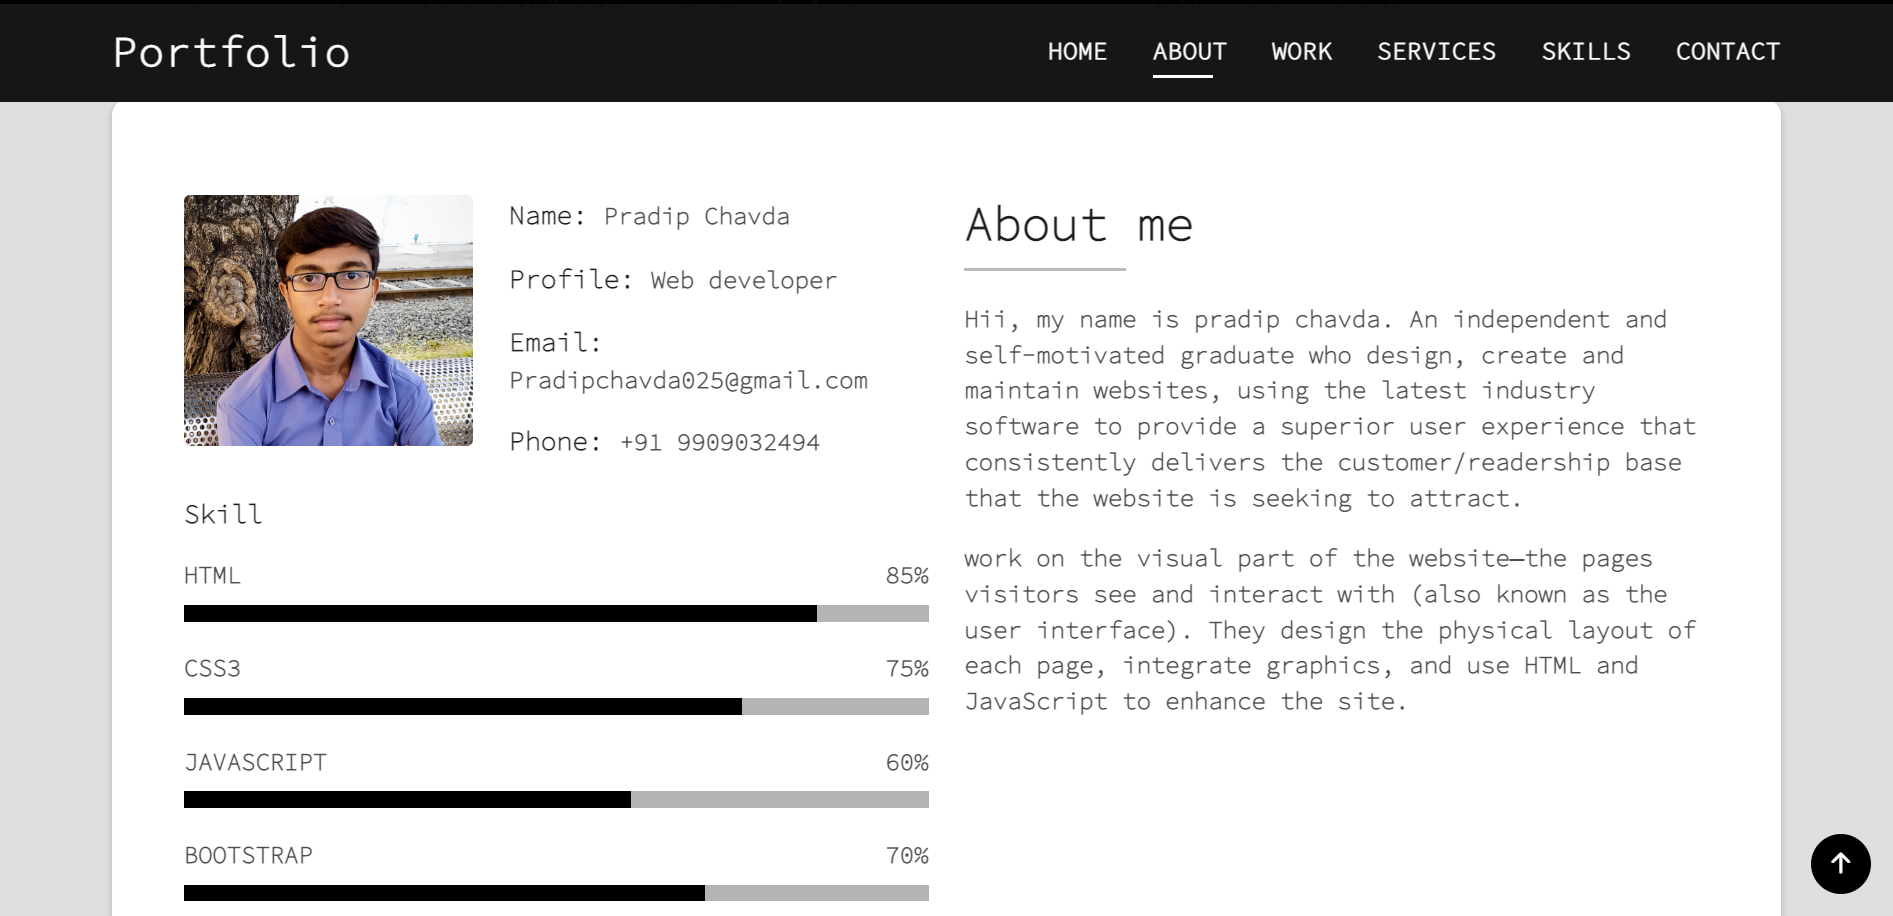 Portfolio
HOME ABOUT WORK SERVICES SKILLS CONTACT
Name: Pradip Chavda
Profile: Web developer
Email:
Pradipchavda025@gmail.com
Phone: +91 9909032494
Skill
HTML 85%
CSS3 75%
JAVASCRIPT 60%
BOOTSTRAP 70%
About me
Hii, my name is pradip chavda. An independent and
self-motivated graduate who design, create and
maintain websites, using the latest industry
software to provide a superior user experience that
consistently delivers the customer/readership base
that the website is seeking to attract.
work on the visual part of the website—the pages
visitors see and interact with (also known as the
user interface). They design the physical layout of
each page, integrate graphics, and use HTML and
JavaScript to enhance the site.